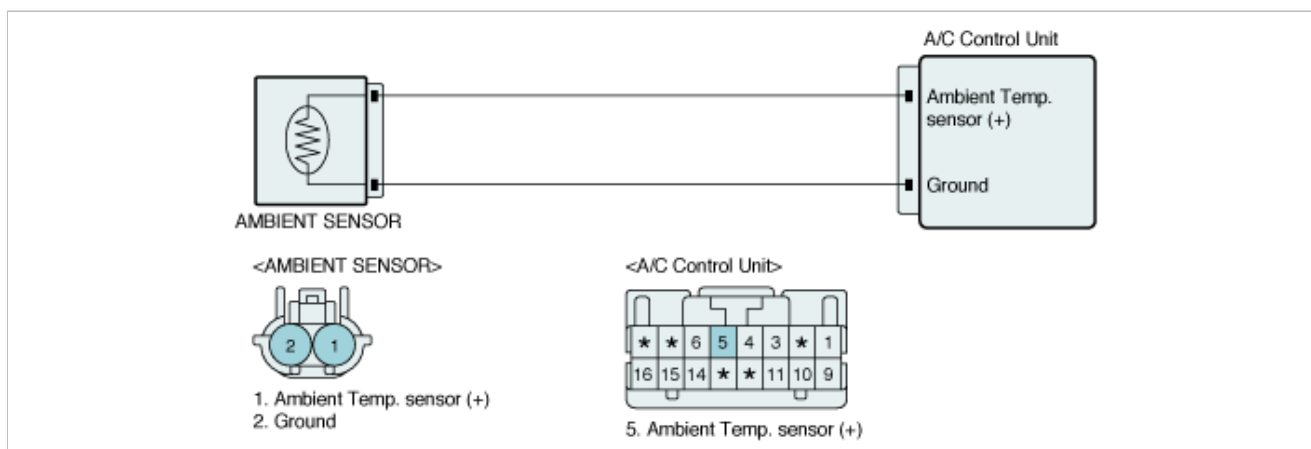 A/C Control Unit
Ambient Temp.
sensor (+)
Ground
AMBIENT SENSOR
<AMBIENT SENSOR>
<A/C Control Unit>
2 1
* * 6 5 4 3 * 1
16 15 14 * * 11 10 9
1. Ambient Temp. sensor (+)
2. Ground
5. Ambient Temp. sensor (+)